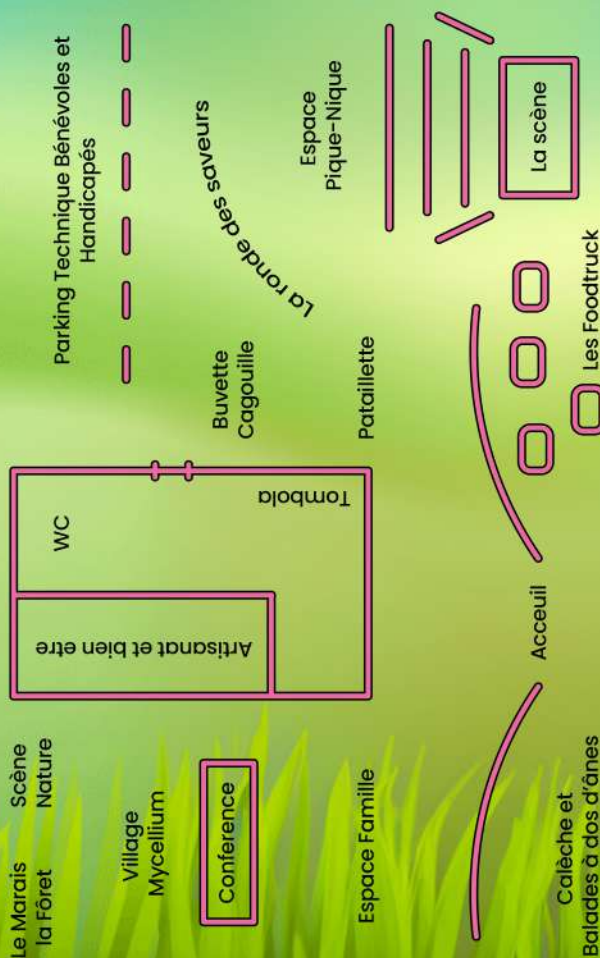 Le Marais
la Fôret
Scène
Nature
Parking Technique Bénévoles et
Handicapés
WC
Artisanat et bien etre
Village
Mycellium
Conference
Buvette
Cagouille
La ronde des saveurs
Espace
Pique-Nique
Tombola
Espace Famille
Pataillette
La scène
Acceuil
Les Foodtruck
Calèche et
Balades à dos d'ânes